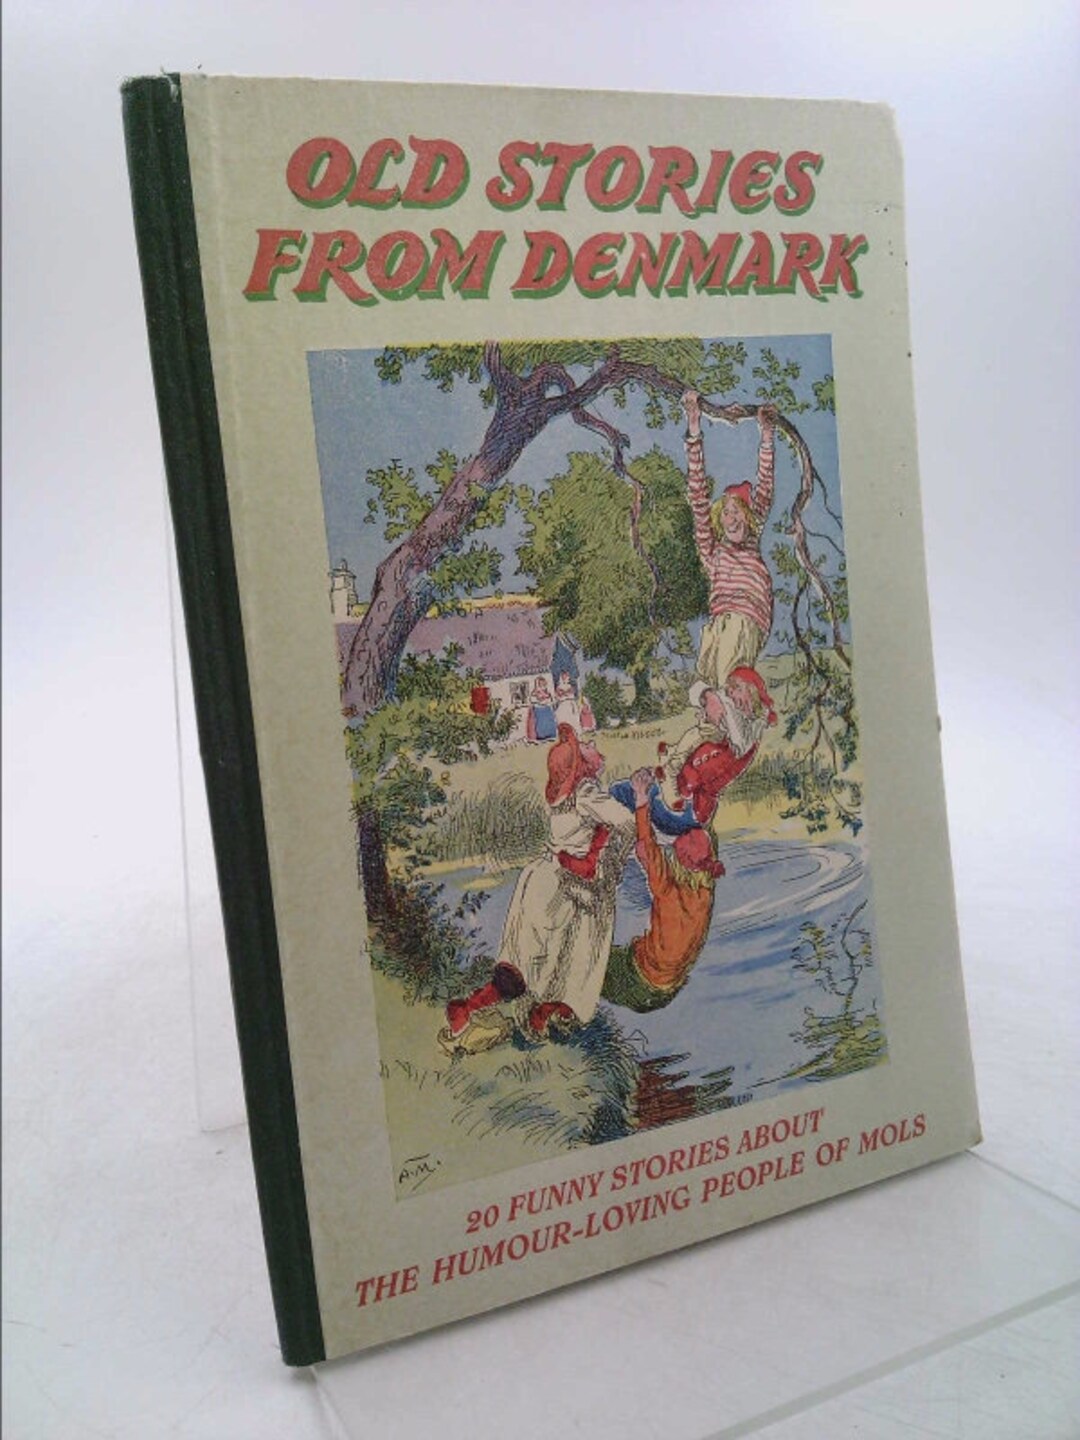 OLD STORIES
FROM DENMARK
A.M.
20 FUNNY STORIES ABOUT
THE HUMOUR-LOVING PEOPLE OF MOLS